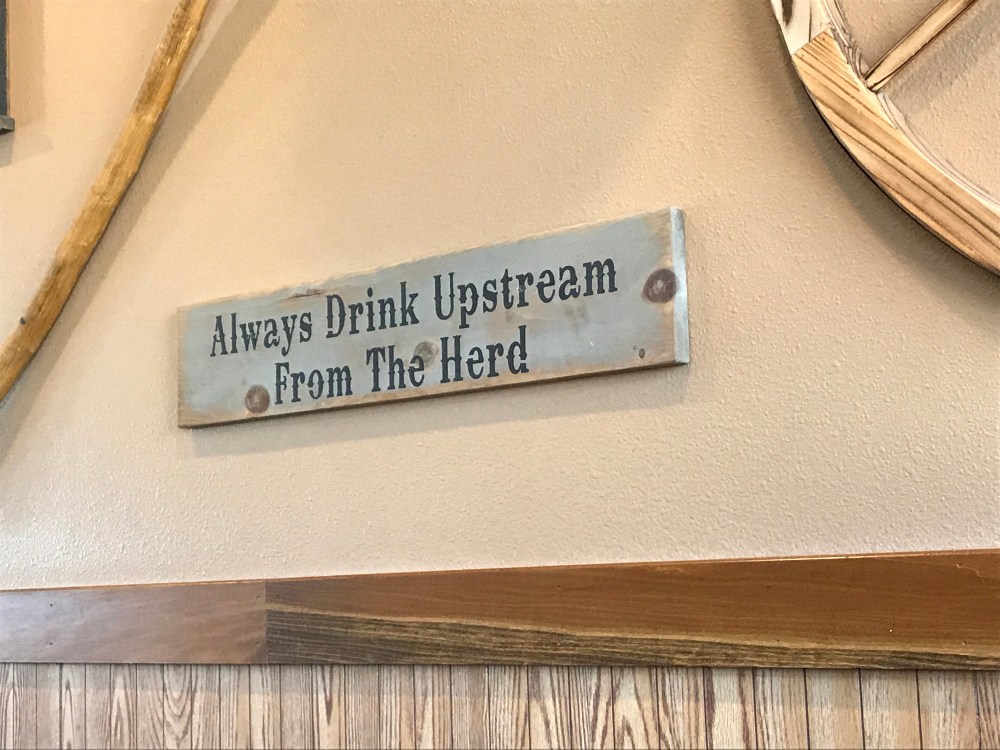 Always Drink Upstream
From The Herd